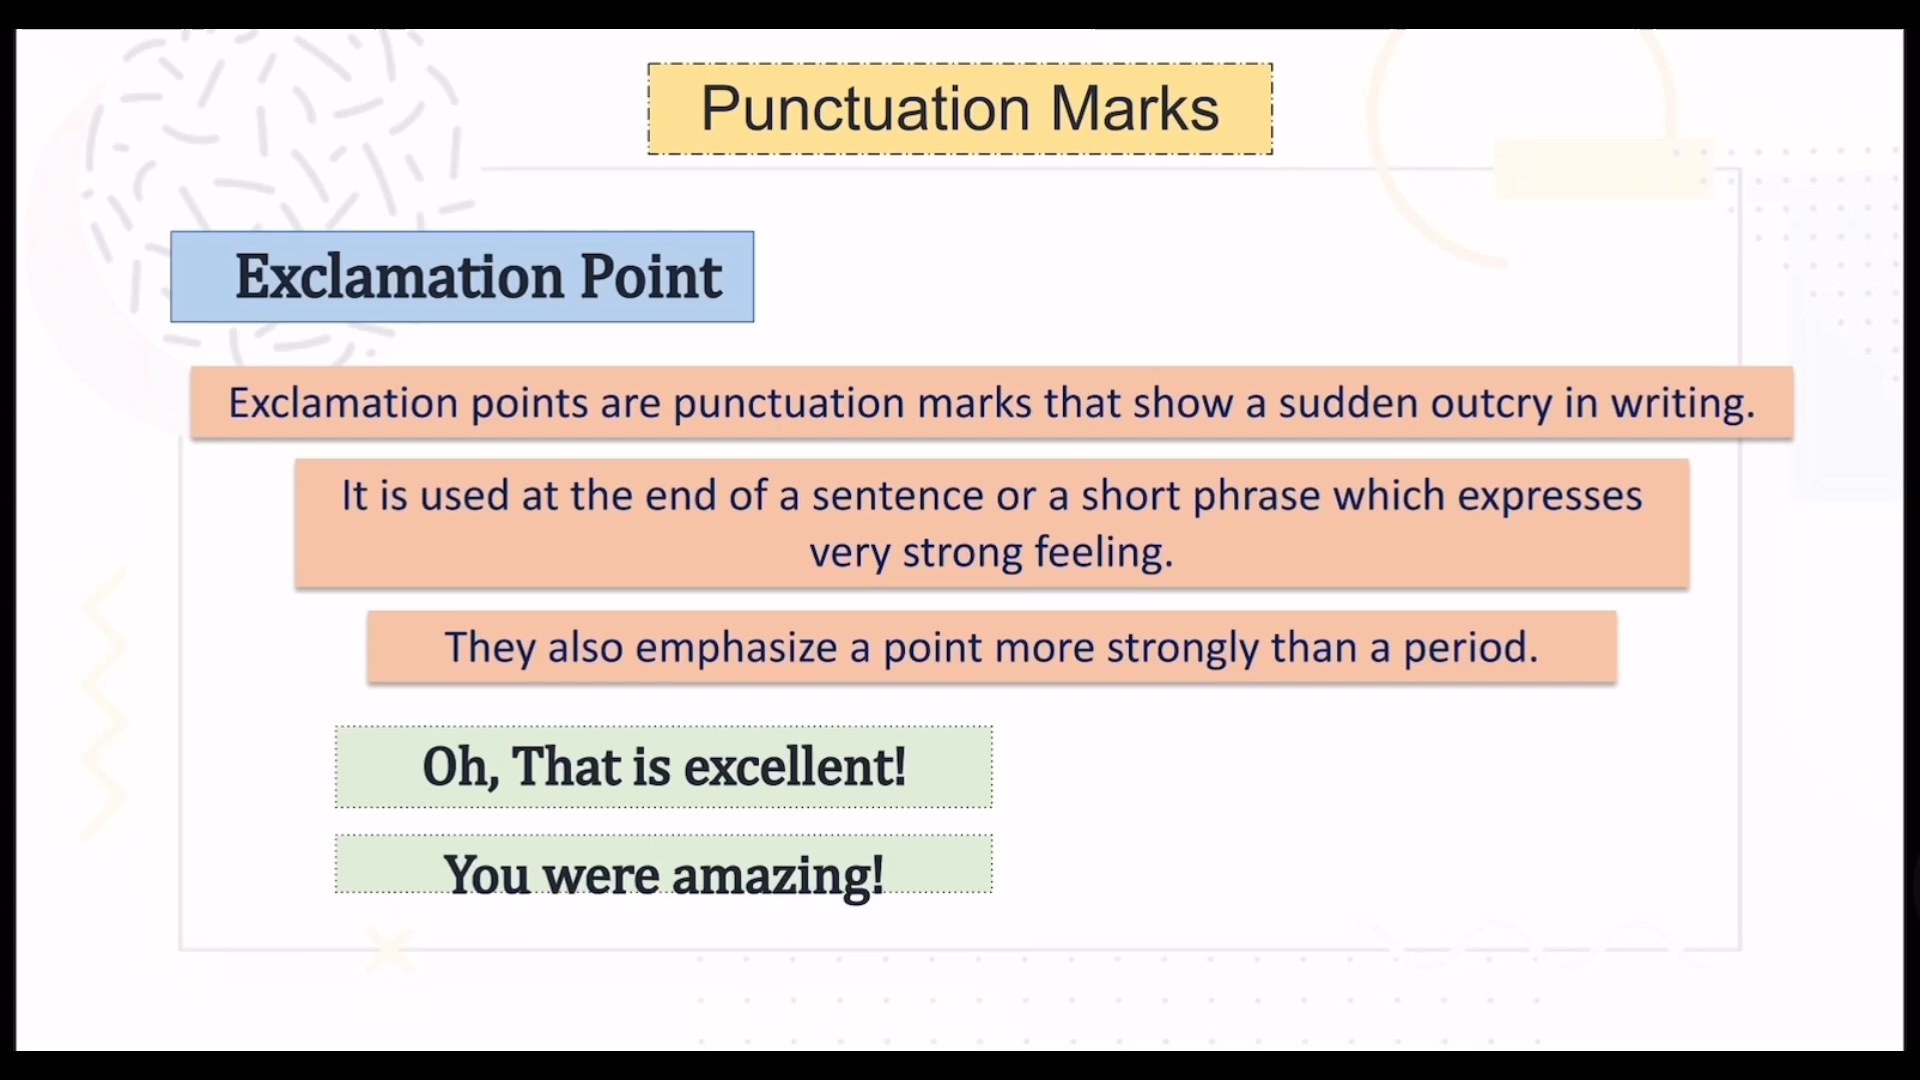 Punctuation Marks
Exclamation Point
Exclamation points are punctuation marks that show a sudden outcry in writing.
It is used at the end of a sentence or a short phrase which expresses
very strong feeling.
They also emphasize a point more strongly than a period.
Oh, That is excellent!
You were amazing!